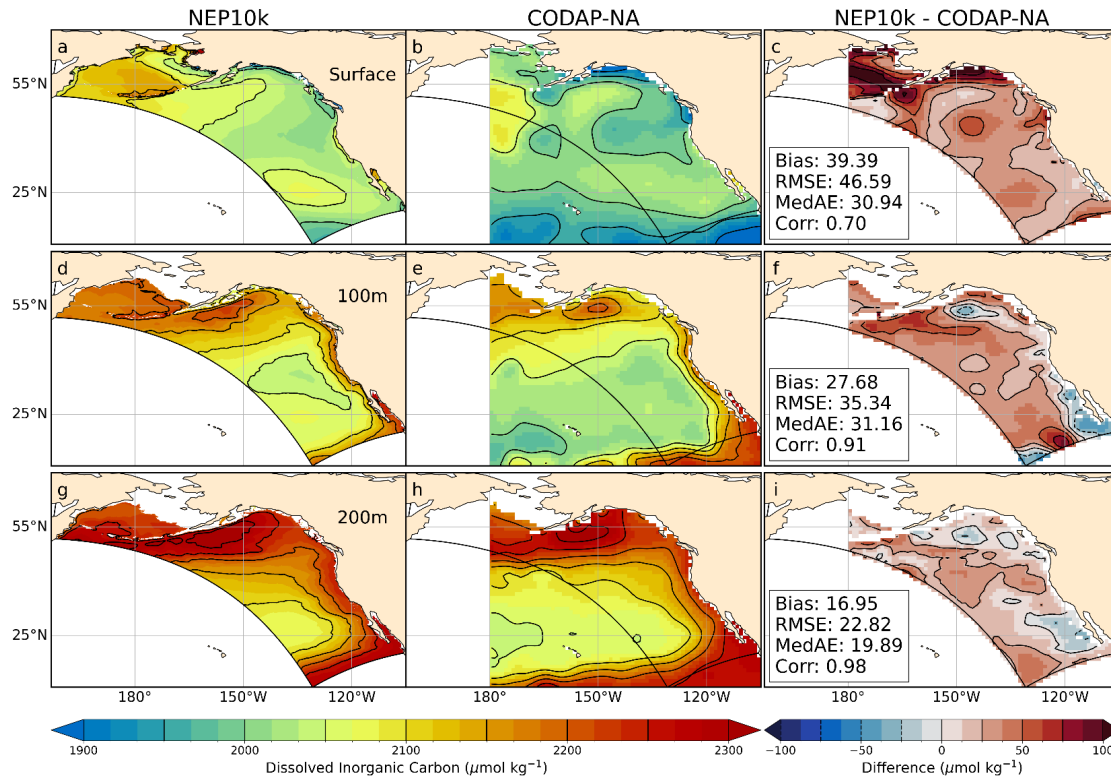 NEP10k CODAP-NA NEP10k - CODAP-NA
a Surface b c
55°N
25°N
Bias: 39.39
RMSE: 46.59
MedAE: 30.94
Corr: 0.70
d 100m e f
55°N
25°N
Bias: 27.68
RMSE: 35.34
MedAE: 31.16
Corr: 0.91
g 200m h i
55°N
25°N
Bias: 16.95
RMSE: 22.82
MedAE: 19.89
Corr: 0.98
180° 150°W 120°W 180° 150°W 120°W 180° 150°W 120°W
1900 2000 2100 2200 2300 −100 −50 0 50 100
Dissolved Inorganic Carbon (μmol kg⁻¹) Difference (μmol kg⁻¹)